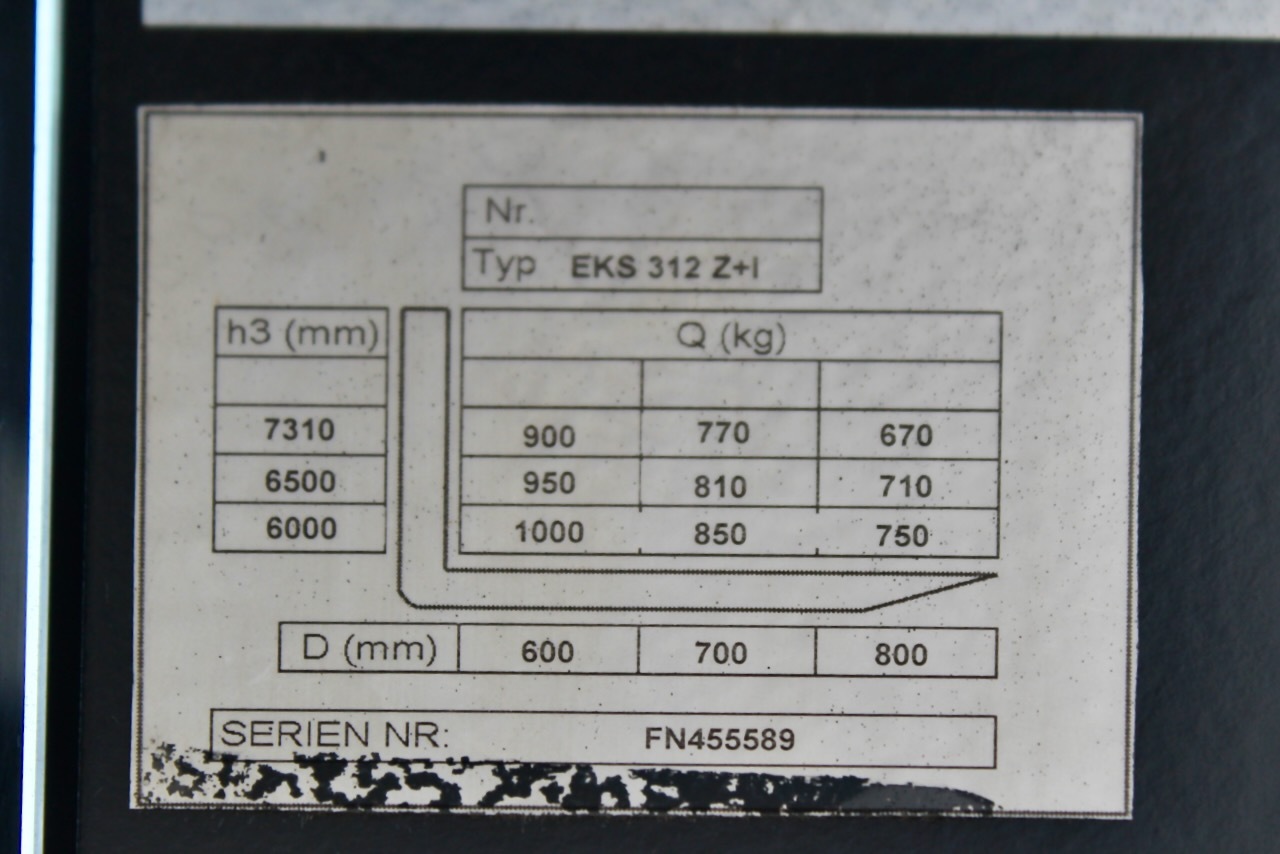 Nr.
Typ EKS 312 Z+I
h3 (mm) Q (kg)
7310 900 770 670
6500 950 810 710
6000 1000 850 750
D (mm) 600 700 800
SERIEN NR: FN455589